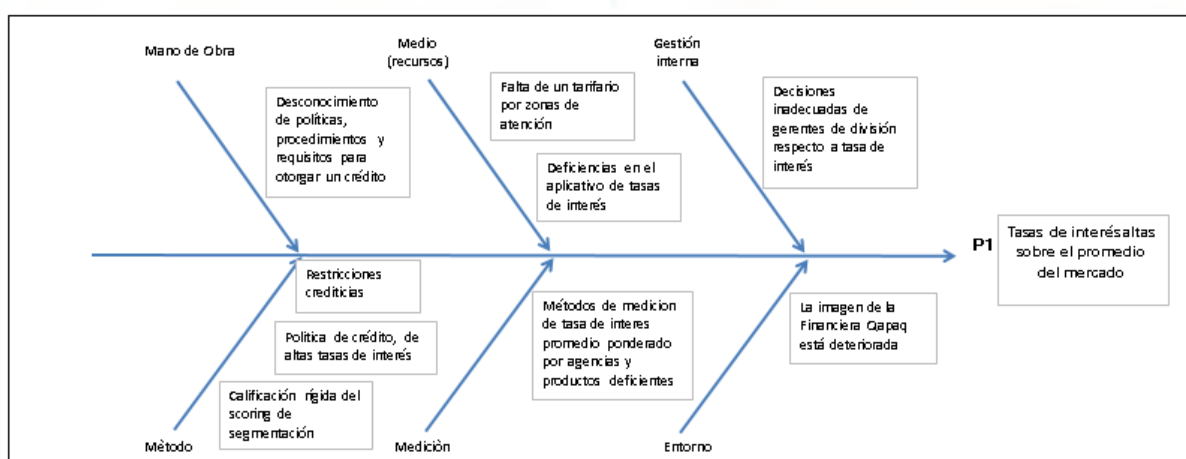 Mano de Obra
Medio
(recursos)
Gestión
interna
Desconocimiento
de políticas,
procedimientos y
requisitos para
otorgar un crédito
Falta de un tarifario
por zonas de
atención
Deficiencias en el
aplicativo de tasas
de interés
Decisiones
inadecuadas de
gerentes de división
respecto a tasa de
interés
P1
Tasas de interésaltas
sobre el promedio
del mercado
Restricciones
crediticias
Politica de crédito, de
altas tasas de interés
Calificación rígida del
scoring de
segmentación
Métodos de medicion
de tasa de interes
promedio ponderado
por agencias y
productos deficientes
La imagen de la
Financiera Qapaq
está deteriorada
Método
Medición
Entorno